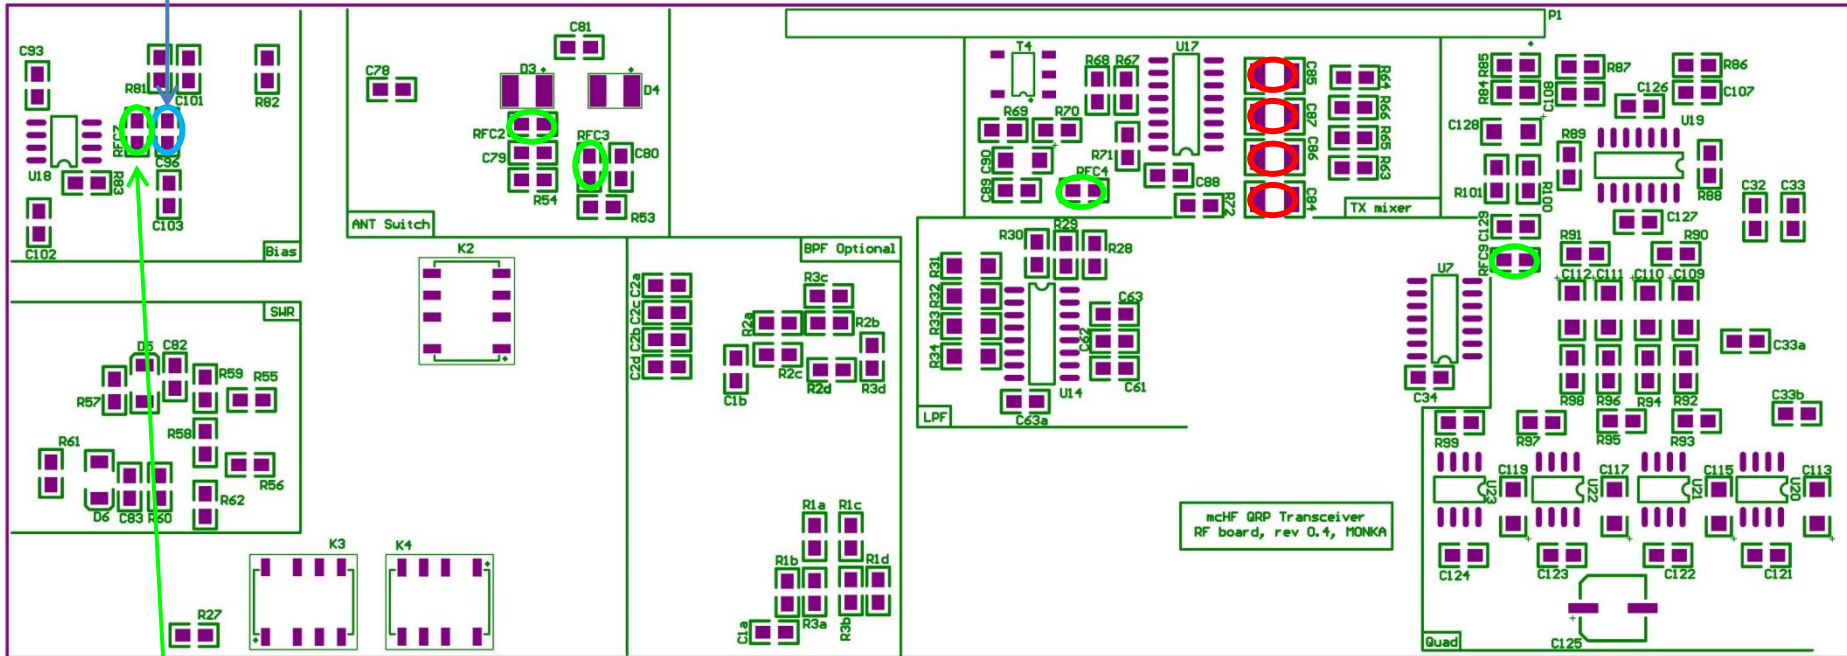 P1
C93
R81
C101
R82
RFC7
C96
U18
R83
C103
C102
Bias
C81
C78
D3
D4
RFC2
RFC3
C79
C80
R54
R53
ANT Switch
K2
BPF Optional
T4
R68
R67
U17
C85
R64
R69
R70
C87
R66
R71
C86
R65
C90
RFC4
R63
C89
C88
R72
C84
TX mixer
R85
R87
R86
R84
C108
C126
C107
C128
U19
R89
R101
R100
R88
C32
C33
C129
C127
RFC9
R91
R90
SWR
D5
C82
R59
R55
R57
R58
R61
R56
R62
D6
C83
R60
C2a
C2c
C2b
C2d
R3c
R2a
R2b
R2c
R2d
R3d
C1b
R30
R29
R28
R31
R32
R33
R34
C63
C62
C61
U14
C63a
LPF
U7
C34
C112
C111
C110
C109
C33a
R98
R96
R94
R92
C33b
R99
R97
R95
R93
C119
C117
C115
C113
U23
U22
U21
U20
mcHF QRP Transceiver
RF board, rev 0.4, MONKA
R1a
R1c
R1b
R1d
C1a
R3a
R3b
K3
K4
R27
C124
C123
C122
C121
C125
Quad